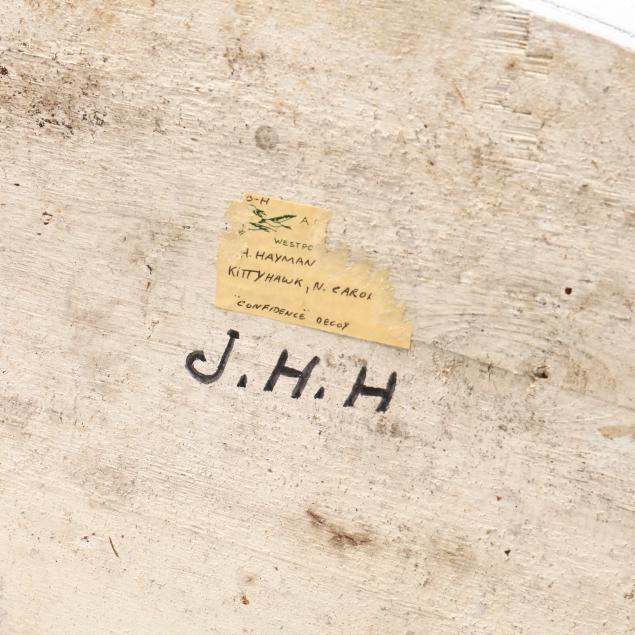 J-H
A
WESTPO
H. HAYMAN
KITTYHAWK, N. CAROL
"CONFIDENCE" DECOY
J.H.H